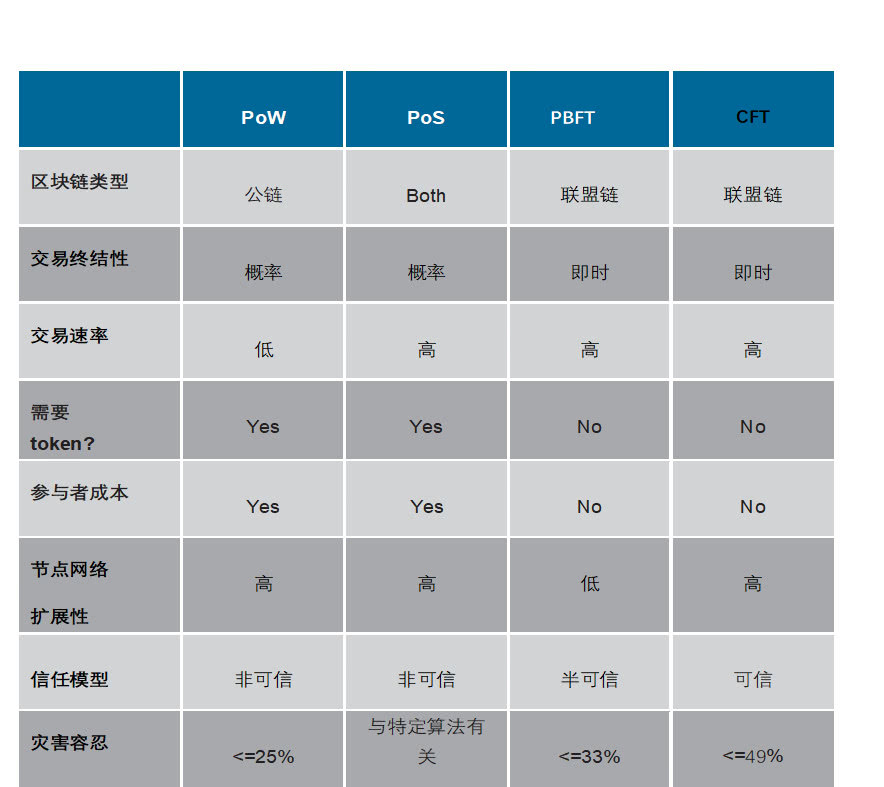 PoW PoS PBFT CFT
区块链类型 公链 Both 联盟链 联盟链
交易终结性 概率 概率 即时 即时
交易速率 低 高 高 高
需要
token? Yes Yes No No
参与者成本 Yes Yes No No
节点网络
扩展性 高 高 低 高
信任模型 非可信 非可信 半可信 可信
灾害容忍 <=25% 与特定算法有
关 <=33% <=49%